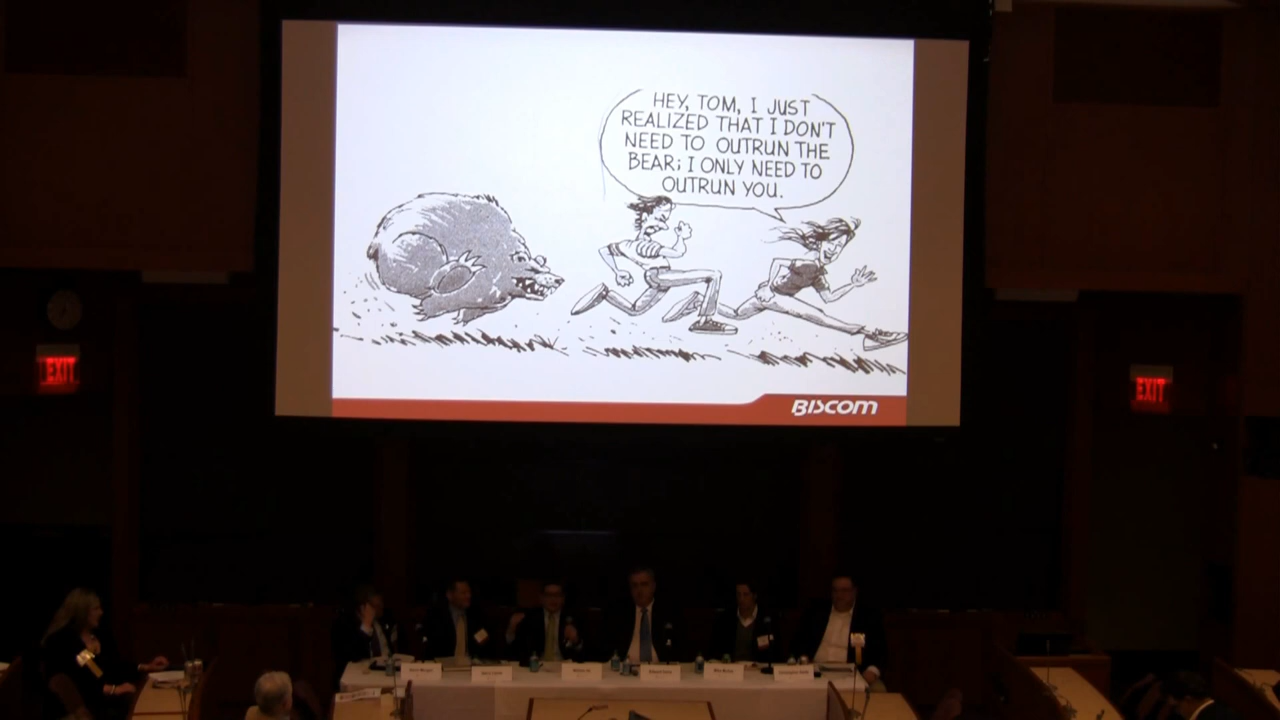 HEY, TOM, I JUST
REALIZED THAT I DON'T
NEED TO OUTRUN THE
BEAR; I ONLY NEED TO
OUTRUN YOU.
BISCOM
EXIT
EXIT